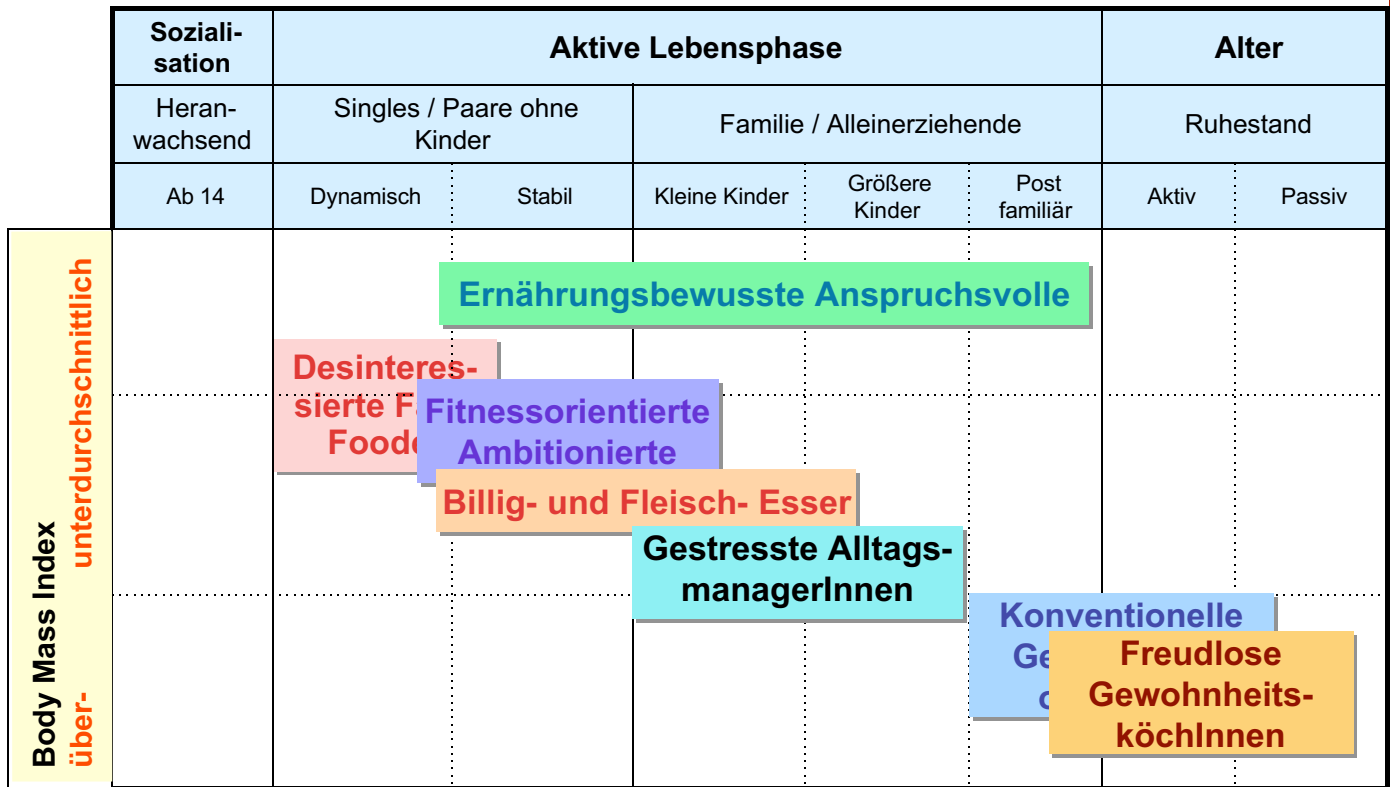 Soziali-
sation
Aktive Lebensphase
Alter
Heran-
wachsend
Singles / Paare ohne
Kinder
Familie / Alleinerziehende
Ruhestand
Ab 14
Dynamisch
Stabil
Kleine Kinder
Größere
Kinder
Post
familiär
Aktiv
Passiv
Body Mass Index
über-
unterdurchschnittlich
Ernährungsbewusste Anspruchsvolle
Desinteres-
sierte
Fitnessorientierte
Ambitionierte
Billig- und Fleisch- Esser
Gestresste Alltags-
managerInnen
Konventionelle
Freudlose
Gewohnheits-
köchInnen